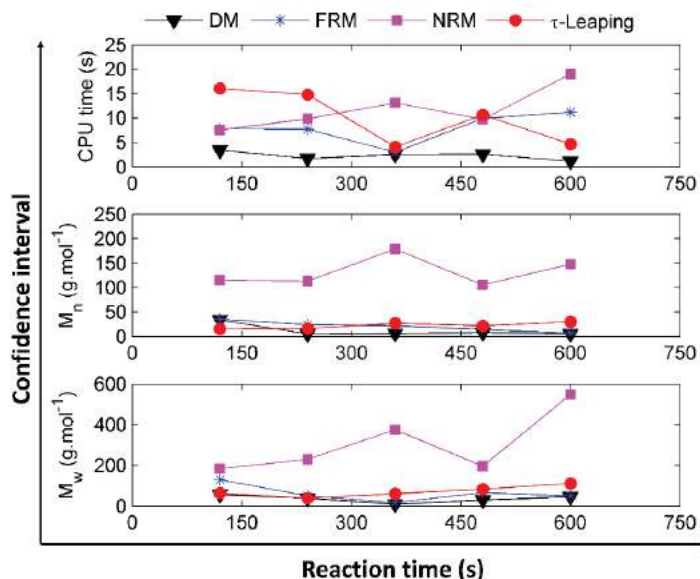 DM FRM NRM τ-Leaping
Confidence interval
CPU time (s)
25
20
15
10
5
0
0 150 300 450 600 750
Mn (g.mol⁻¹)
250
200
150
100
50
0
0 150 300 450 600 750
Mw (g.mol⁻¹)
600
400
200
0
0 150 300 450 600 750
Reaction time (s)